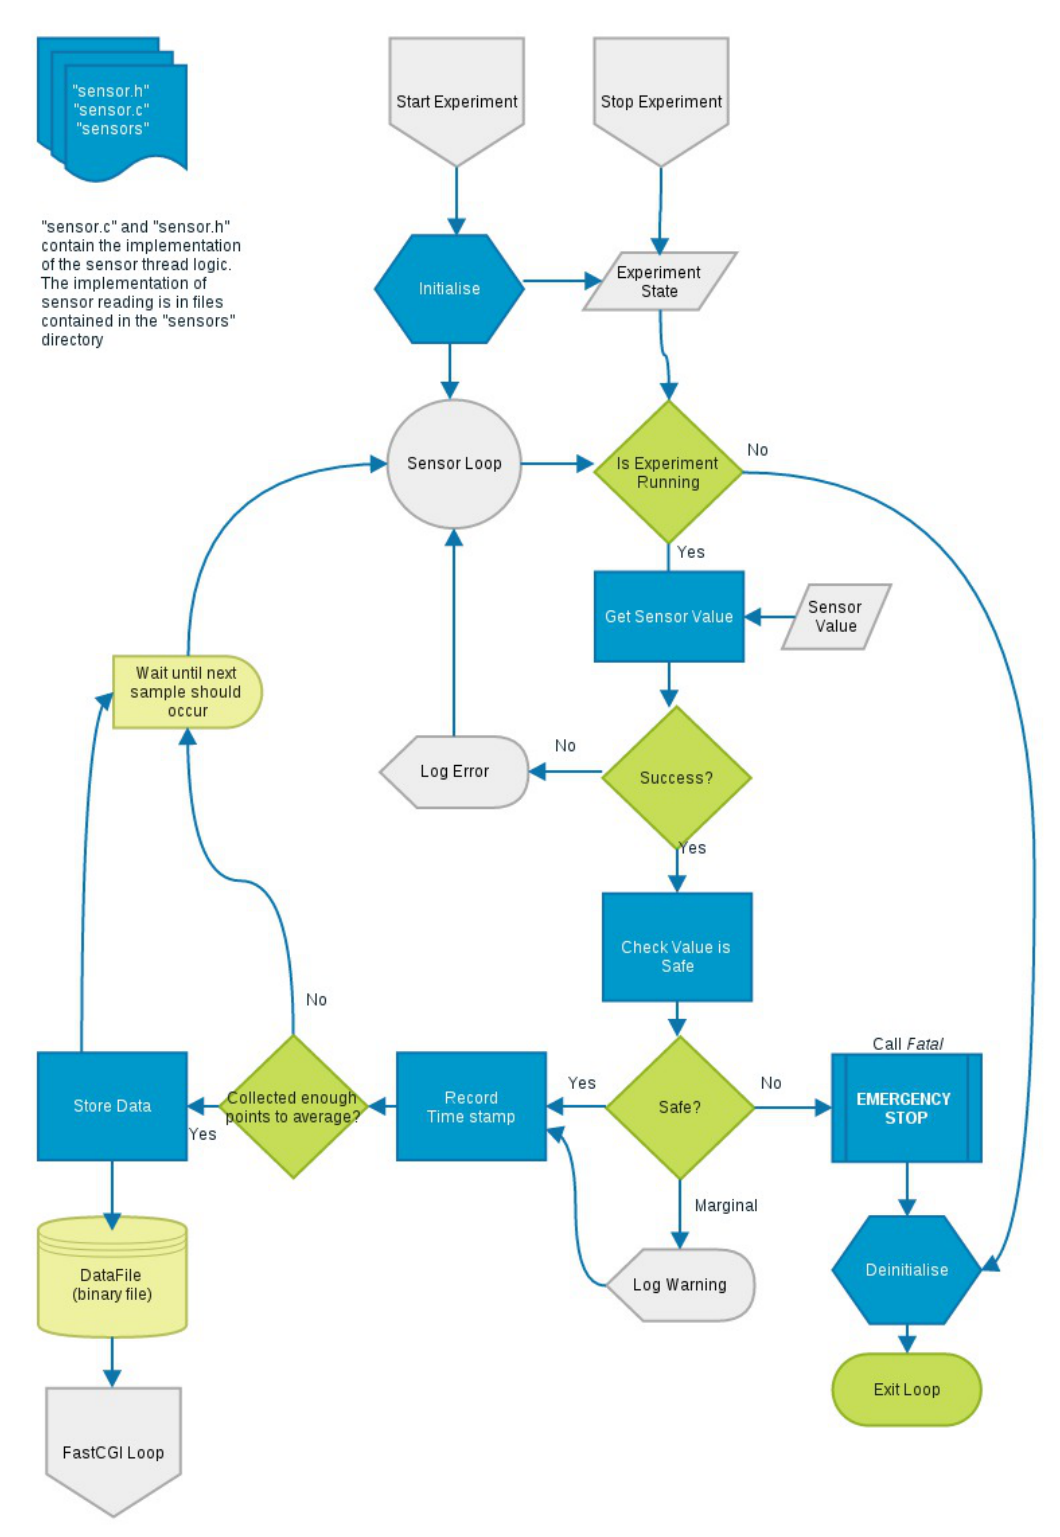 "sensor.h"
"sensor.c"
"sensors"
Start Experiment
Stop Experiment
"sensor.c" and "sensor.h"
contain the implementation
of the sensor thread logic.
The implementation of
sensor reading is in files
contained in the "sensors"
directory
Initialise
Experiment
State
Sensor Loop
Is Experiment
Running
No
Yes
Get Sensor Value
Sensor
Value
Wait until next
sample should
occur
Log Error
No
Success?
Yes
Check Value is
Safe
No
Call Fatal
Store Data
Yes
Collected enough
points to average?
Record
Time stamp
Yes
Safe?
No
EMERGENCY
STOP
Marginal
Log Warning
Deinitialise
DataFile
(binary file)
Exit Loop
FastCGI Loop